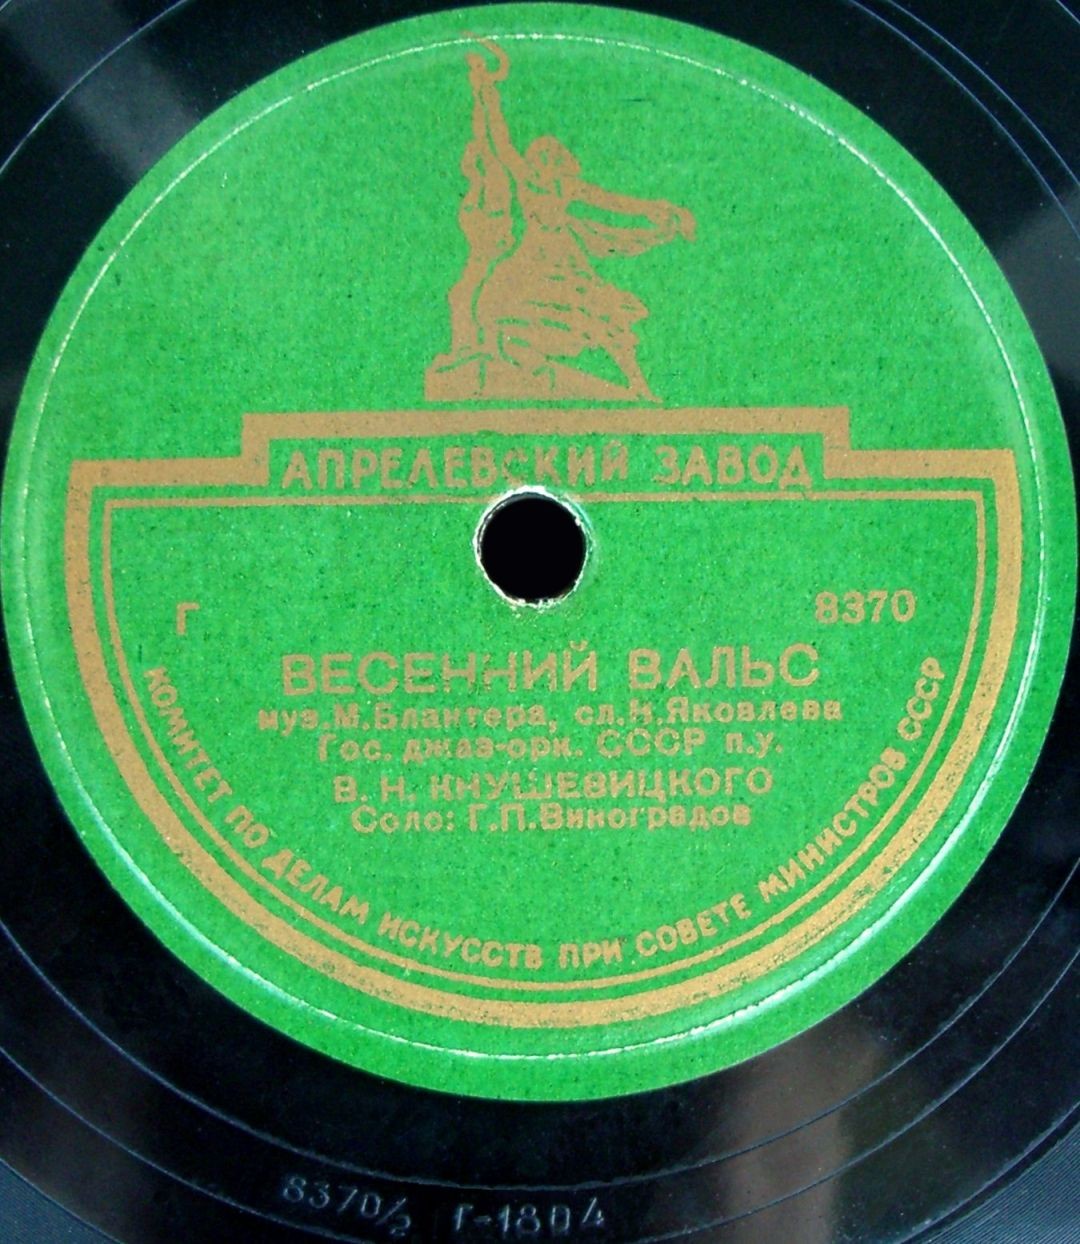 АПРЕЛЕВСКИЙ ЗАВОД
Г 8370
ВЕСЕННИЙ ВАЛЬС
муз. М. Блантера, сл. Н. Яковлева
Гос. джаз-орк. СССР п.у.
В. Н. КНУШЕВИЦКОГО
Соло: Г.П. Виноградов
КОМИТЕТ ПО ДЕЛАМ ИСКУССТВ ПРИ СОВЕТЕ МИНИСТРОВ СССР
8370/2 Г-1804